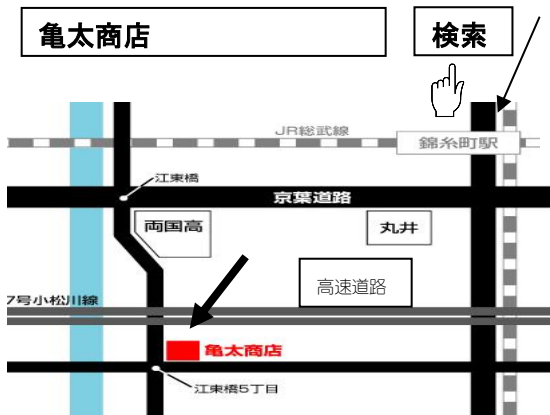 亀太商店
検索
JR総武線
錦糸町駅
江東橋
京葉道路
両国高
丸井
高速道路
7号小松川線
亀太商店
江東橋5丁目